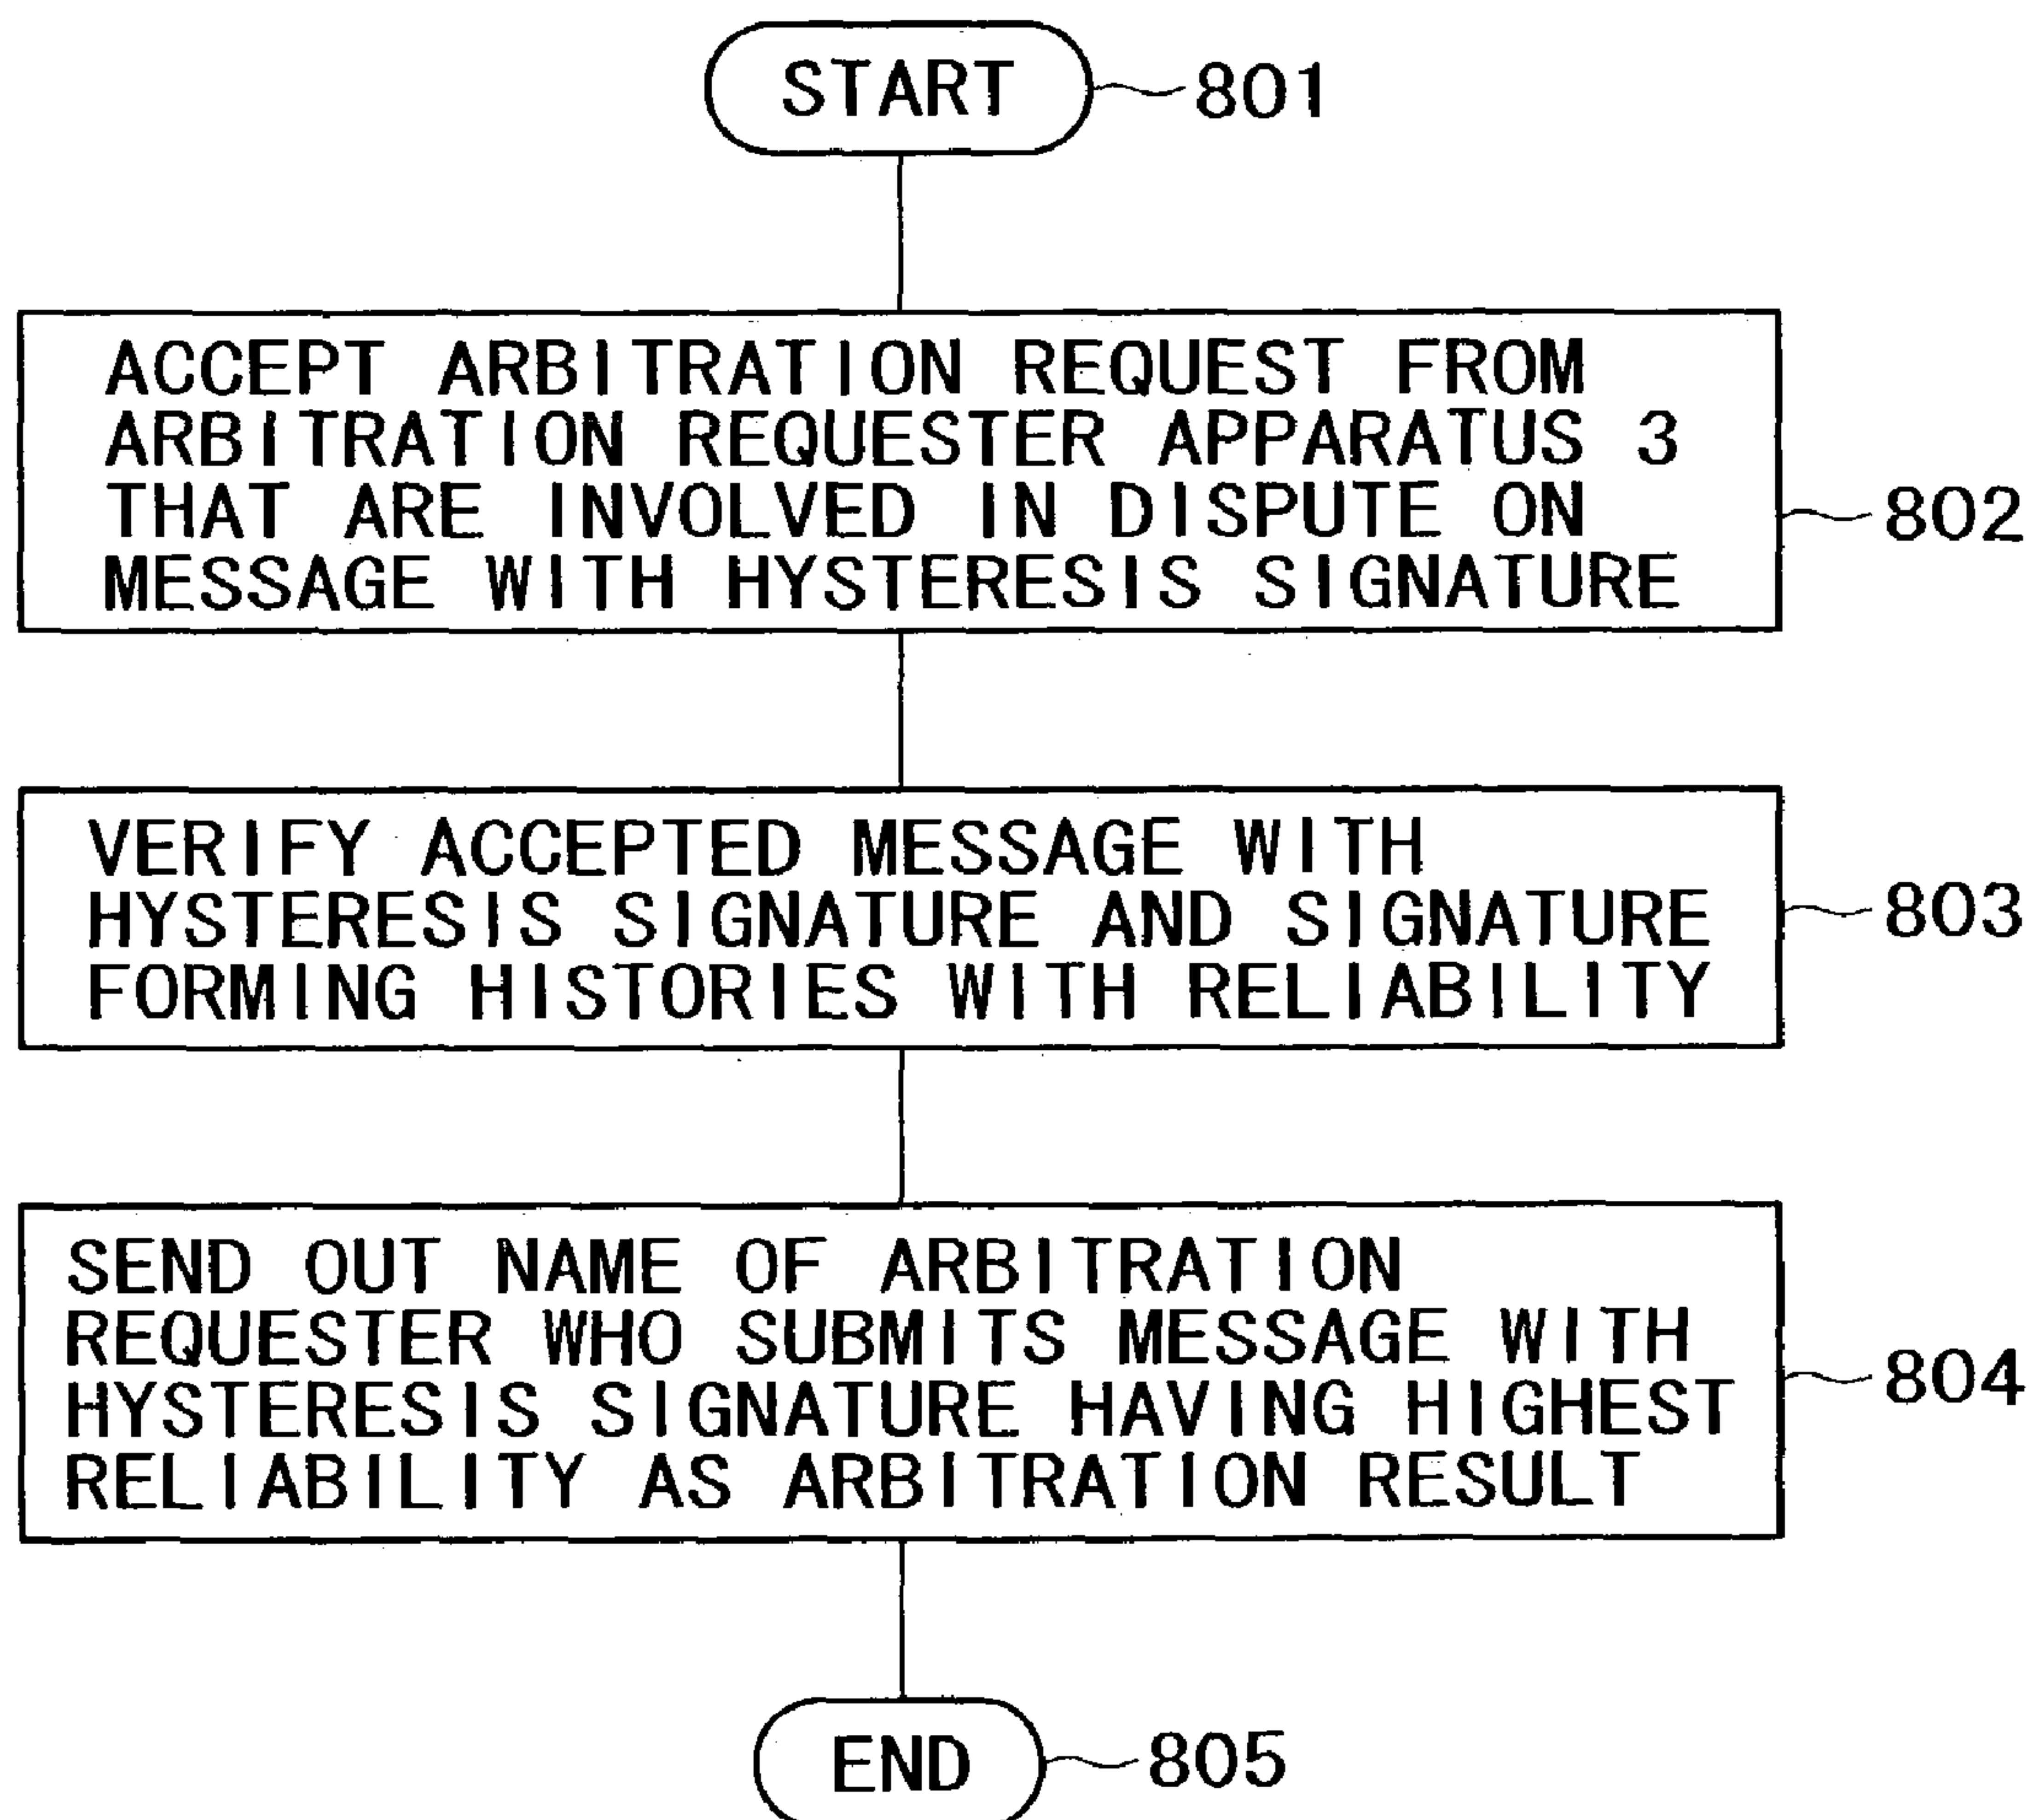 START 801
ACCEPT ARBITRATION REQUEST FROM
ARBITRATION REQUESTER APPARATUS 3
THAT ARE INVOLVED IN DISPUTE ON
MESSAGE WITH HYSTERESIS SIGNATURE
802
VERIFY ACCEPTED MESSAGE WITH
HYSTERESIS SIGNATURE AND SIGNATURE
FORMING HISTORIES WITH RELIABILITY
803
SEND OUT NAME OF ARBITRATION
REQUESTER WHO SUBMITS MESSAGE WITH
HYSTERESIS SIGNATURE HAVING HIGHEST
RELIABILITY AS ARBITRATION RESULT
804
END 805